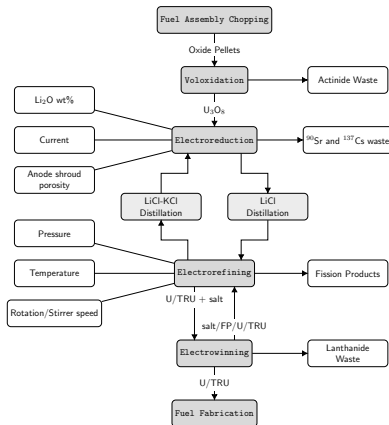 Fuel Assembly Chopping
Oxide Pellets
Voloxidation
Actinide Waste
U₃O₈
Li₂O wt%
Current
Electroreduction
⁹⁰Sr and ¹³⁷Cs waste
Anode shroud
porosity
LiCl-KCl
Distillation
LiCl
Distillation
Pressure
Temperature
Electrorefining
Fission Products
Rotation/Stirrer speed
U/TRU + salt
salt/FP/U/TRU
Electrowinning
Lanthanide
Waste
U/TRU
Fuel Fabrication